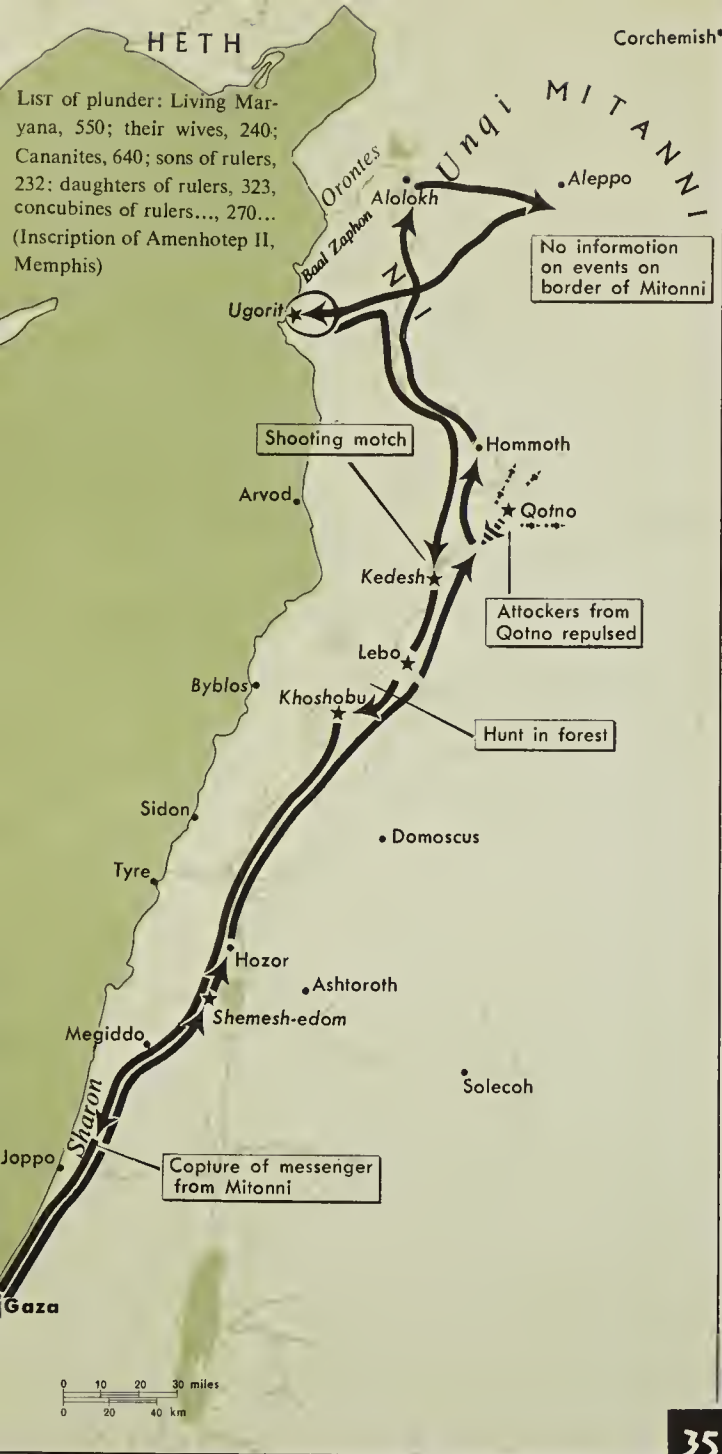 HETH
Corchemish
LIST of plunder: Living Mar-
yana, 550; their wives, 240;
Cananites, 640; sons of rulers,
232: daughters of rulers, 323,
concubines of rulers..., 270...
(Inscription of Amenhotep II,
Memphis)
MITANNI
Unqi
Orontes
Alolokh
Aleppo
Baal Zaphon
No information
on events on
border of Mitonni
NI
Ugorit
Shooting motch
Hommoth
Arvod
Qotno
Kedesh
Attockers from
Qotno repulsed
Lebo
Byblos
Khoshobu
Hunt in forest
Sidon
Domoscus
Tyre
Hozor
Ashtoroth
Shemesh-edom
Megiddo
Solecoh
Sharon
Joppo
Copture of messenger
from Mitonni
Gaza
0 10 20 30 miles
0 20 40 km
35